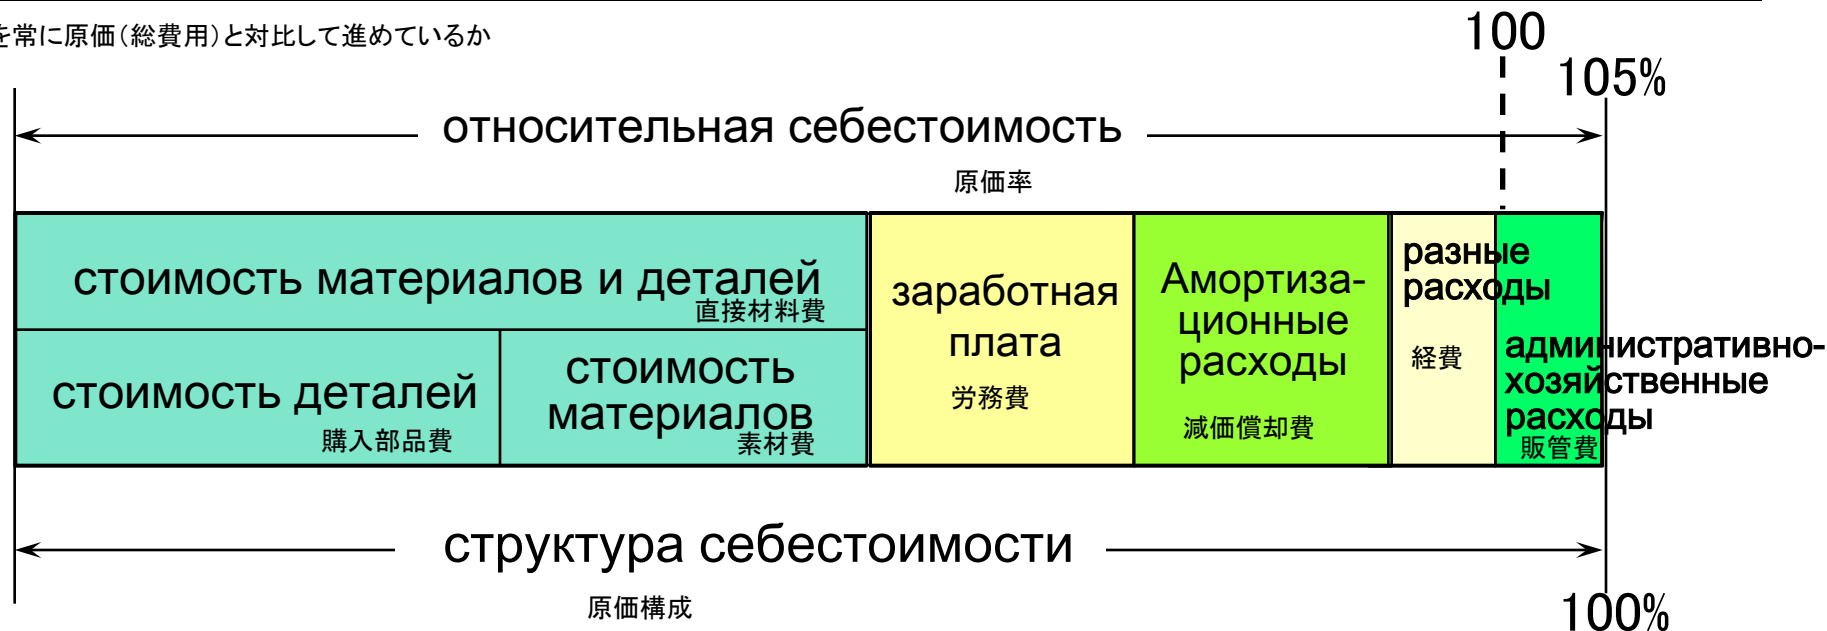 を常に原価（総費用）と対比して進めているか
100
105%
относительная себестоимость
原価率
стоимость материалов и деталей
直接材料費
стоимость деталей
購入部品費
стоимость
материалов
素材費
заработная
плата
労務費
Амортиза-
ционные
расходы
減価償却費
разные
расходы
経費
административно-
хозяйственные
расходы
販管費
структура себестоимости
原価構成
100%